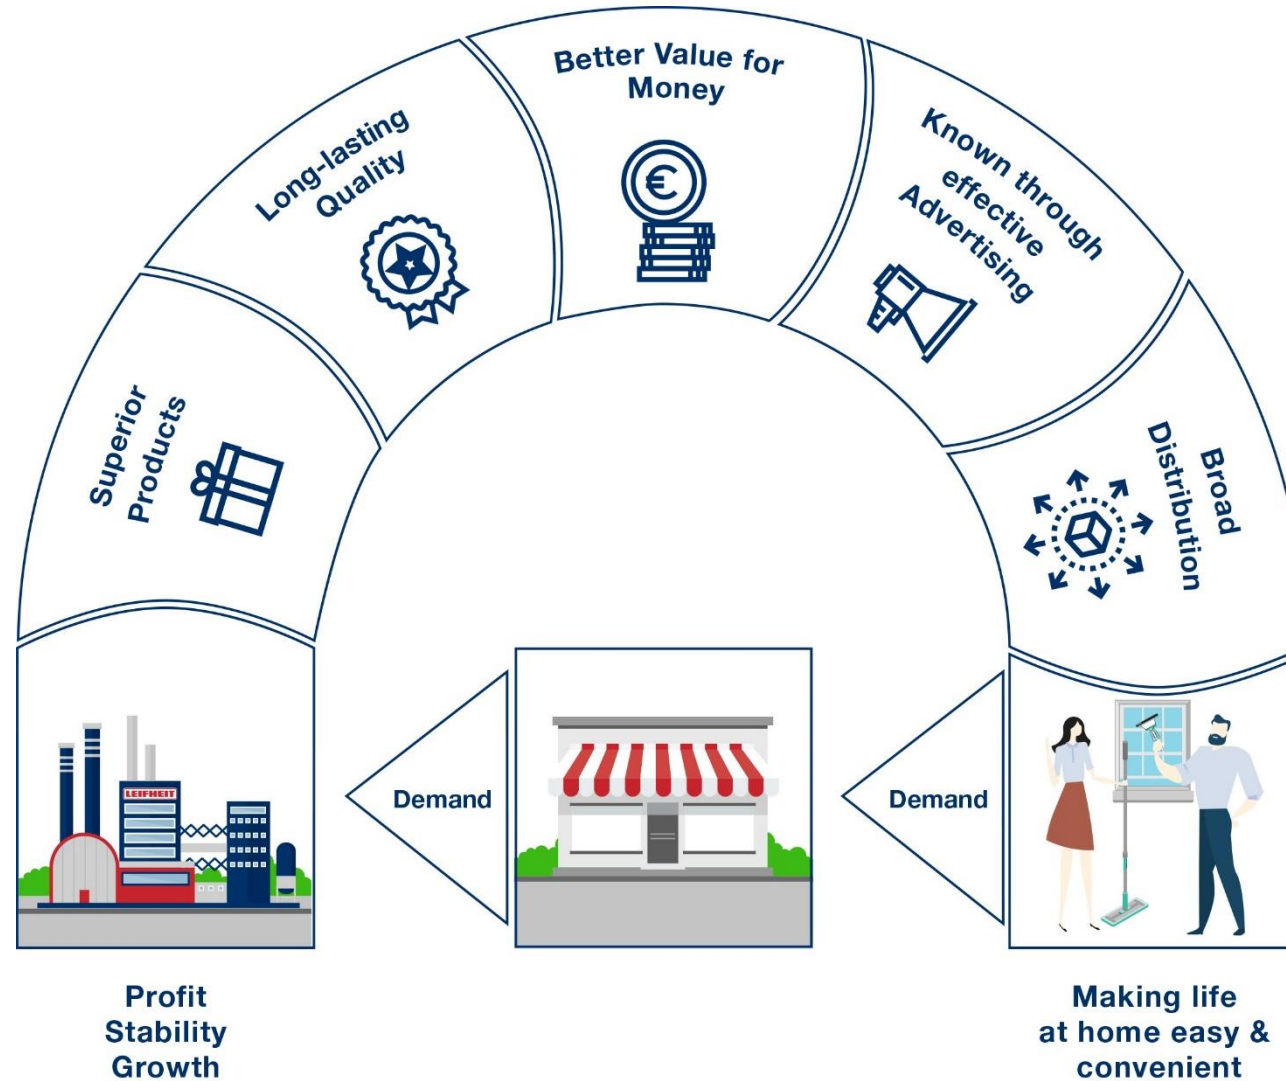 Better Value for
Money
Long-lasting
Quality
Known through
effective
Advertising
Superior
Products
Broad
Distribution
LEIFHEIT
Demand
Demand
Profit
Stability
Growth
Making life
at home easy &
convenient